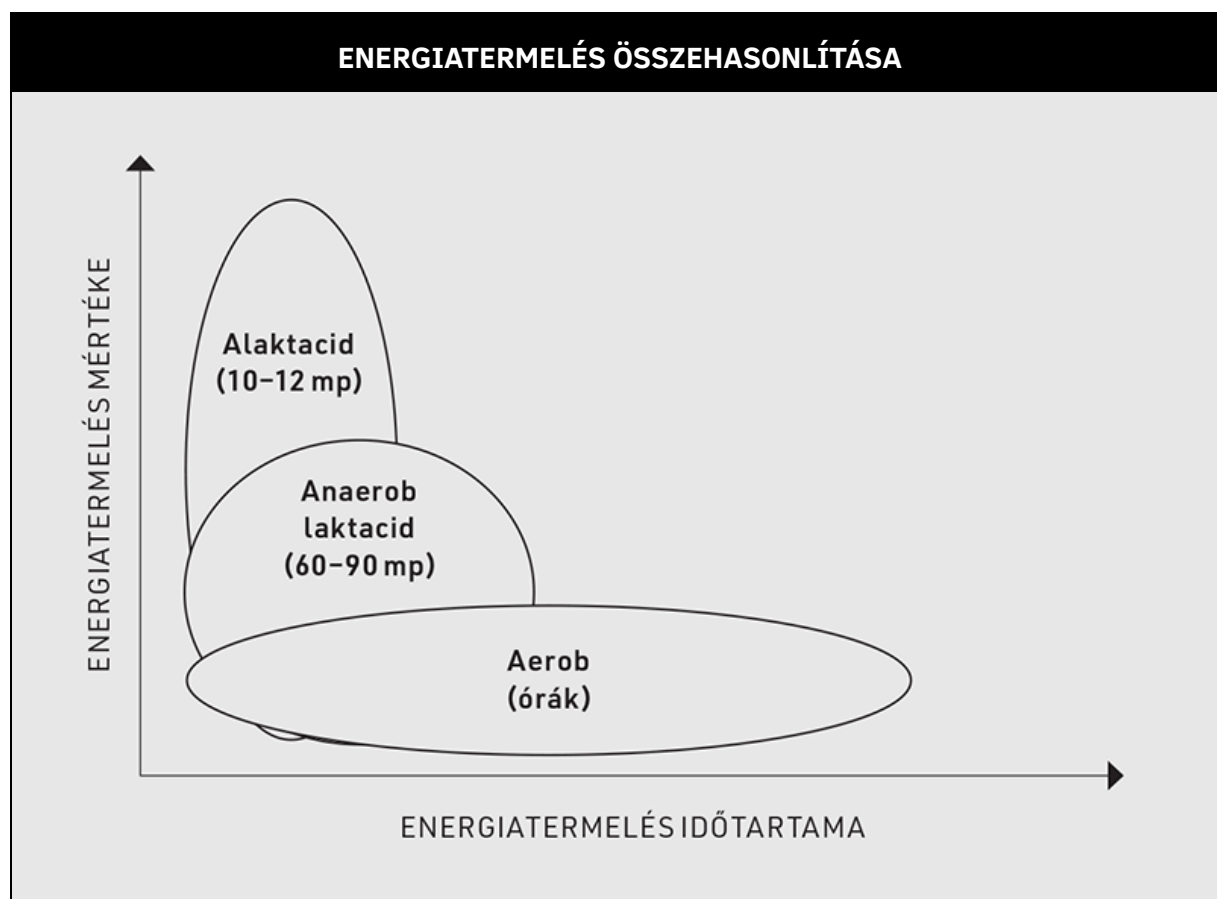 ENERGIATERMELÉS ÖSSZEHASONLÍTÁSA
ENERGIATERMELÉS MÉRTÉKE
Alaktacid
(10–12 mp)
Anaerob
laktacid
(60–90 mp)
Aerob
(órák)
ENERGIATERMELÉS IDŐTARTAMA